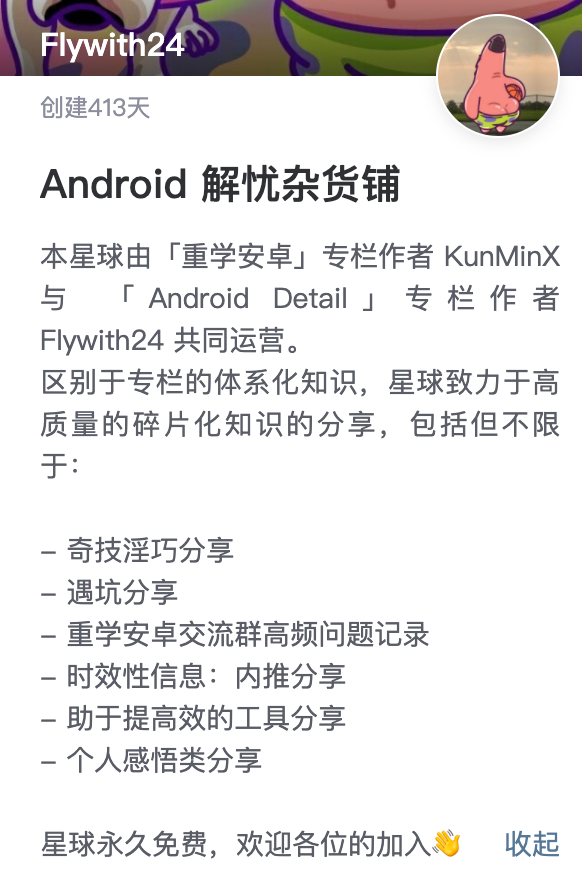 Flywith24
创建413天
Android 解忧杂货铺
本星球由「重学安卓」专栏作者 KunMinX
与 「Android Detail」专栏作者
Flywith24 共同运营。
区别于专栏的体系化知识，星球致力于高
质量的碎片化知识的分享，包括但不限
于：
– 奇技淫巧分享
– 遇坑分享
– 重学安卓交流群高频问题记录
– 时效性信息：内推分享
– 助于提高效的工具分享
– 个人感悟类分享
星球永久免费，欢迎各位的加入👋 收起